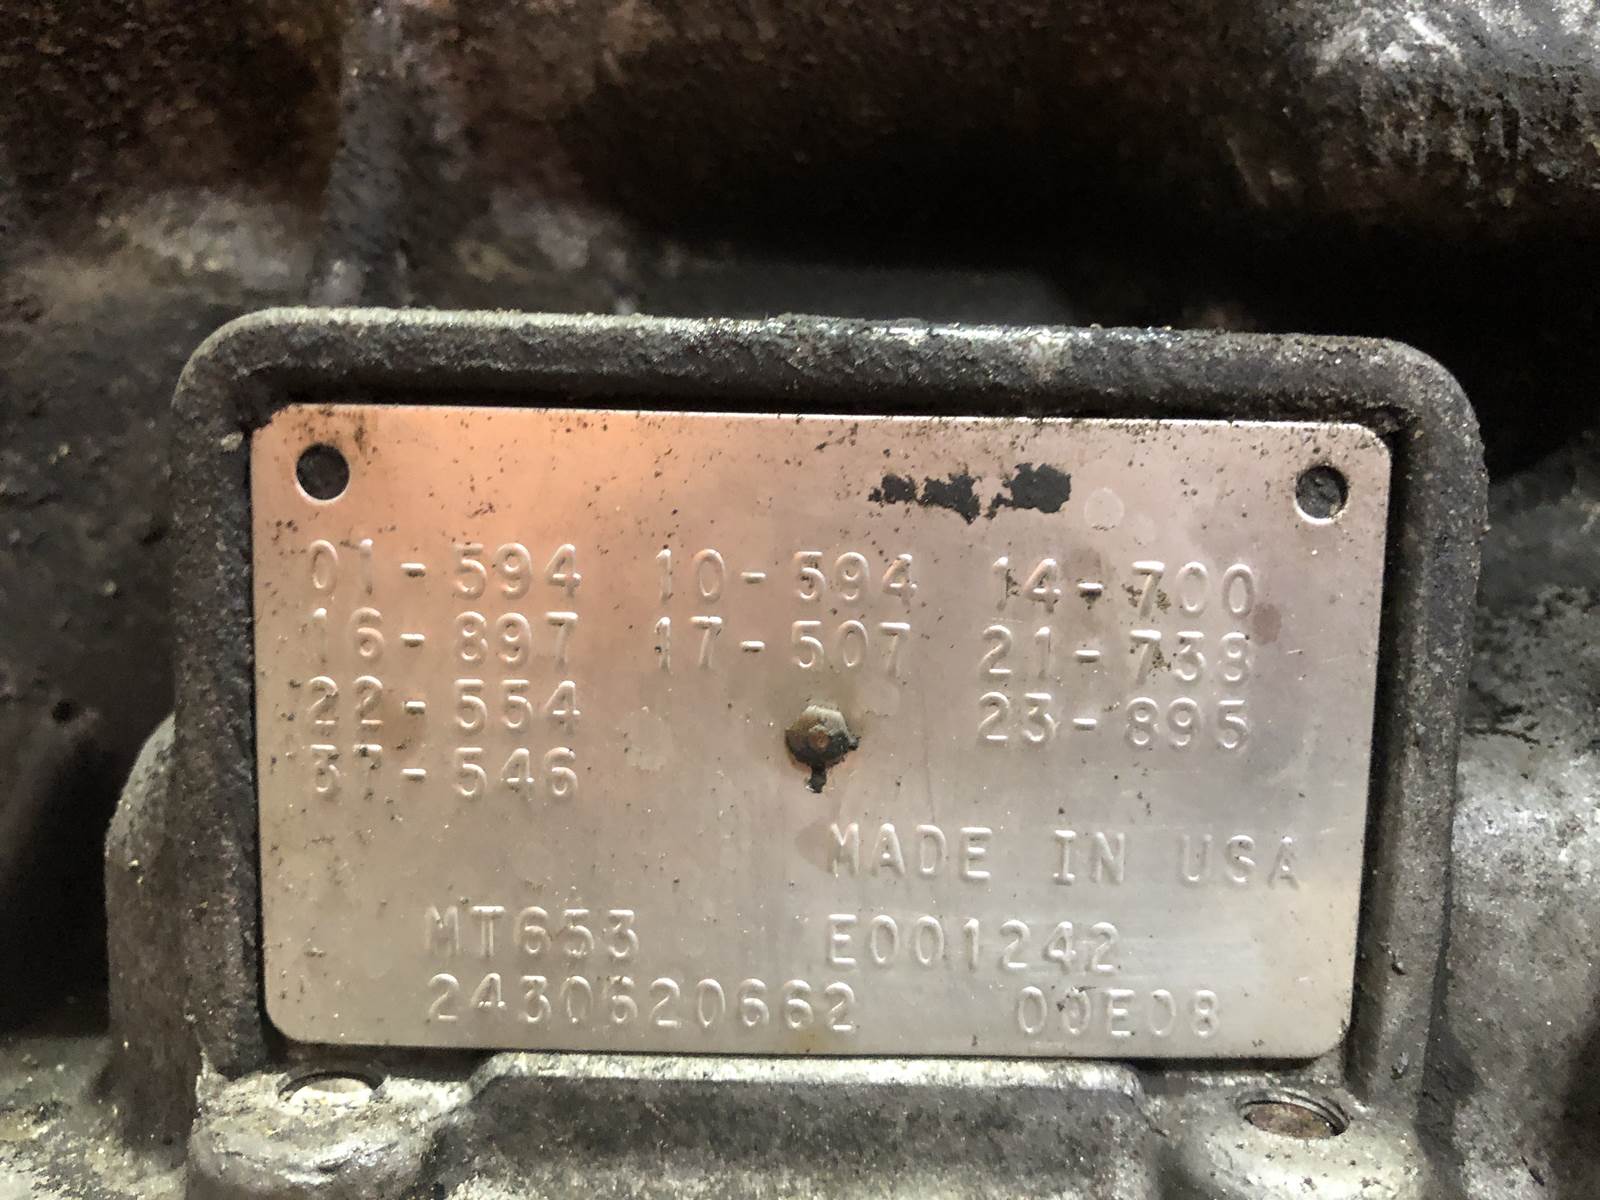 01-594 10-594 14-700
16-897 17-507 21-738
22-554 23-895
37-546
MADE IN USA
MT653 E001242
2430620662 00E08